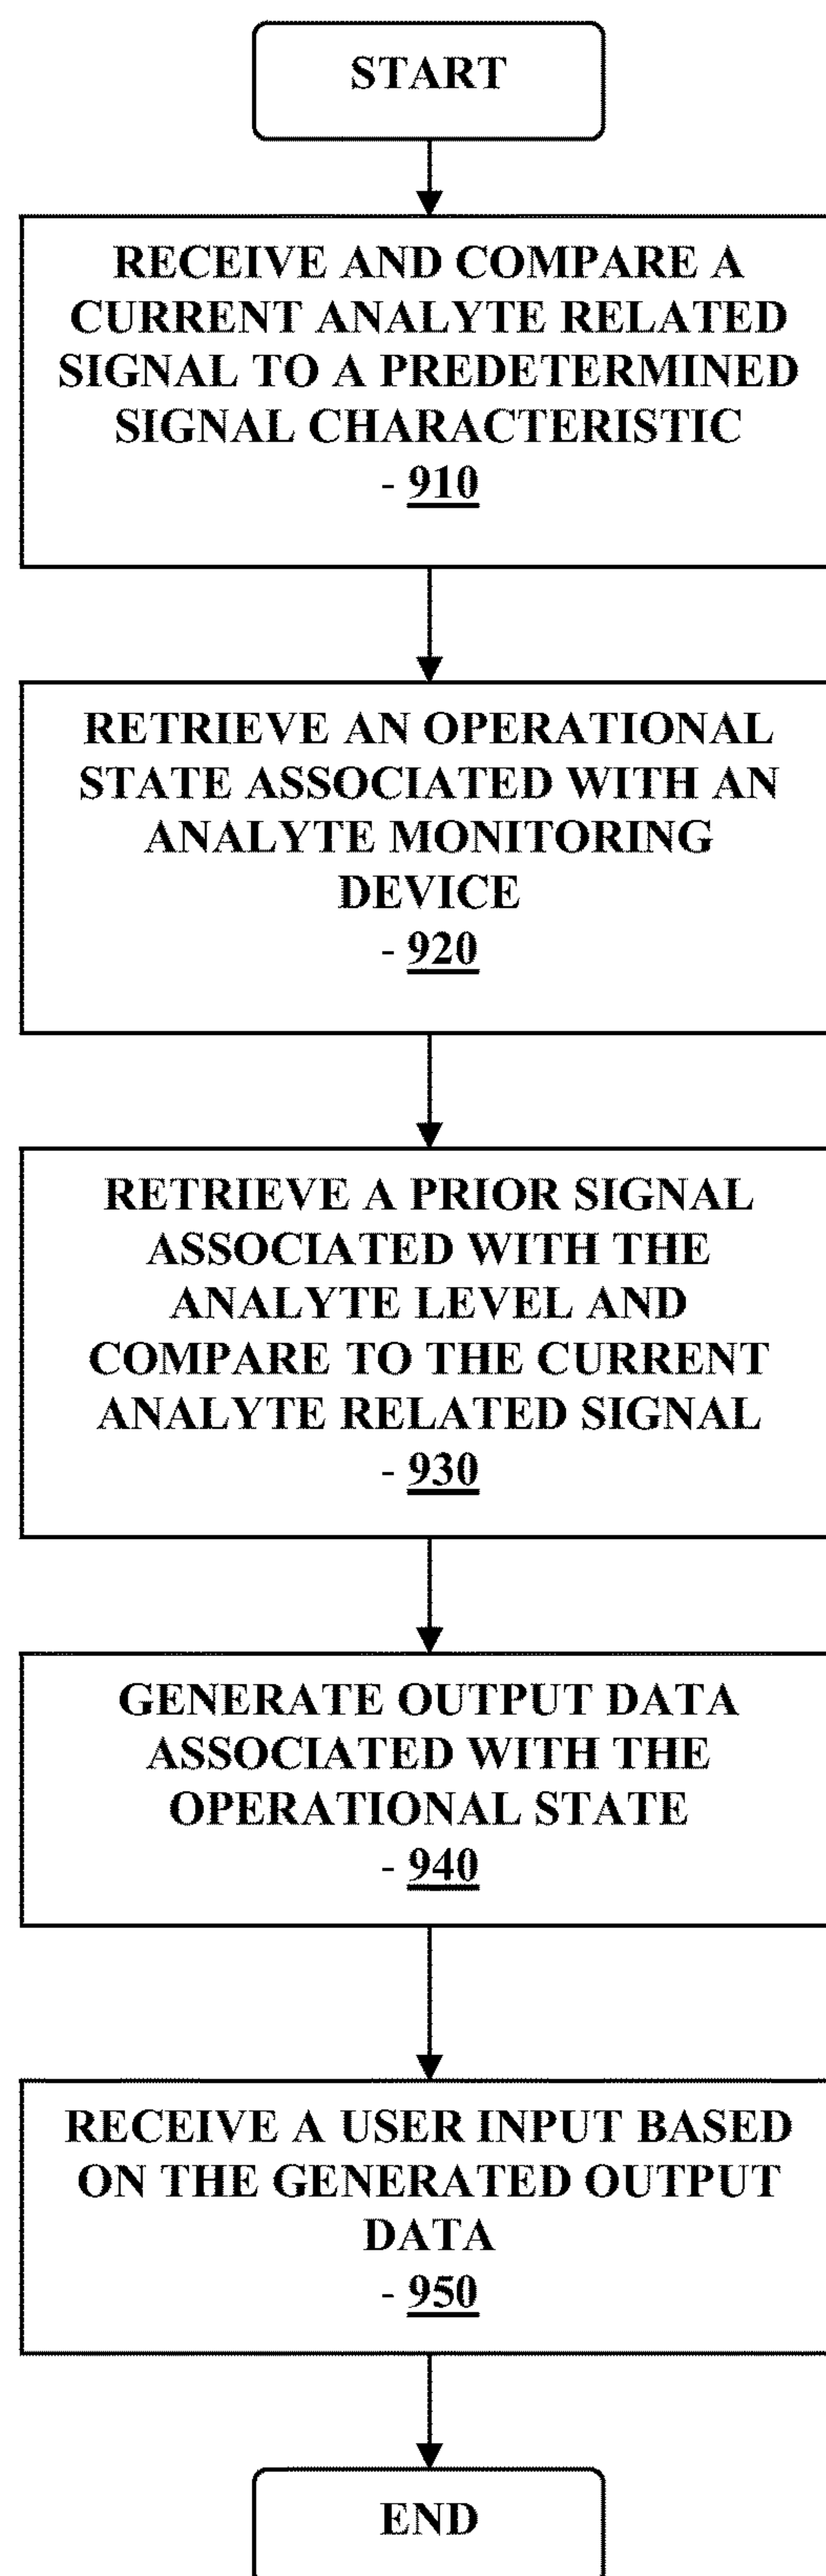 START
RECEIVE AND COMPARE A
CURRENT ANALYTE RELATED
SIGNAL TO A PREDETERMINED
SIGNAL CHARACTERISTIC
- 910
RETRIEVE AN OPERATIONAL
STATE ASSOCIATED WITH AN
ANALYTE MONITORING
DEVICE
- 920
RETRIEVE A PRIOR SIGNAL
ASSOCIATED WITH THE
ANALYTE LEVEL AND
COMPARE TO THE CURRENT
ANALYTE RELATED SIGNAL
- 930
GENERATE OUTPUT DATA
ASSOCIATED WITH THE
OPERATIONAL STATE
- 940
RECEIVE A USER INPUT BASED
ON THE GENERATED OUTPUT
DATA
- 950
END